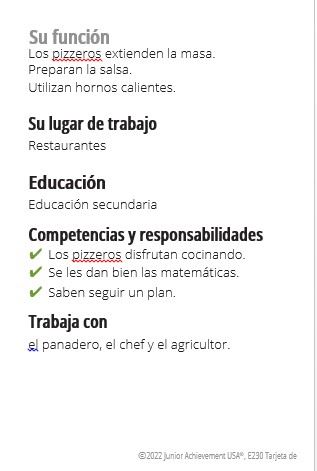 Su función
Los pizzeros extienden la masa.
Preparan la salsa.
Utilizan hornos calientes.
Su lugar de trabajo
Restaurantes
Educación
Educación secundaria
Competencias y responsabilidades
✔ Los pizzeros disfrutan cocinando.
✔ Se les dan bien las matemáticas.
✔ Saben seguir un plan.
Trabaja con
el panadero, el chef y el agricultor.
©2022 Junior Achievement USA®, E230 Tarjeta de